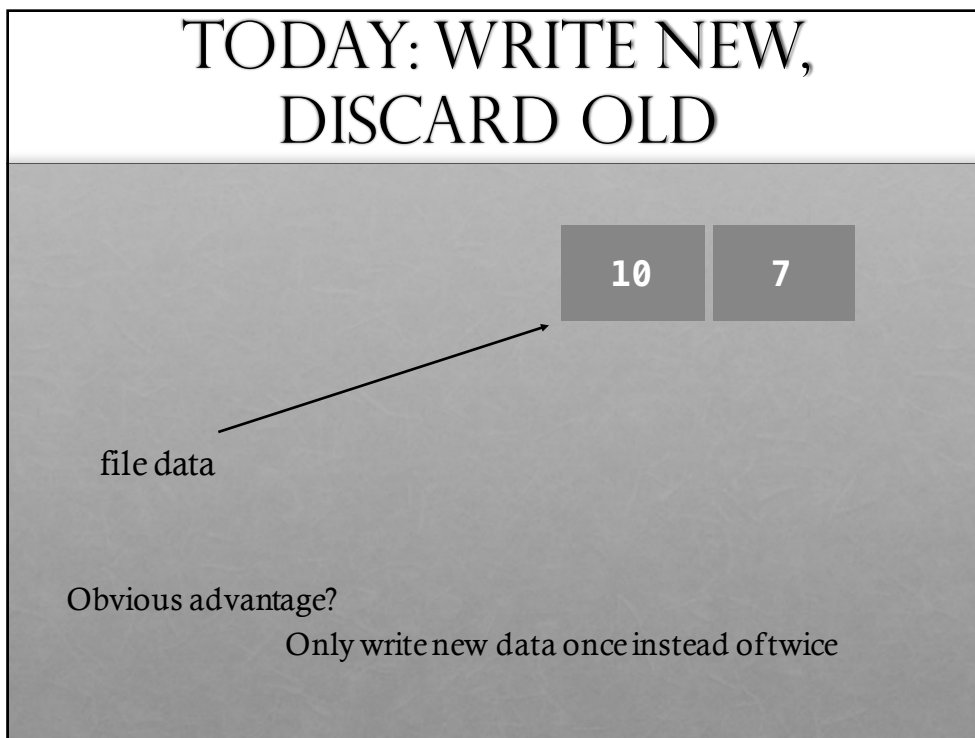 TODAY: WRITE NEW,
DISCARD OLD
10 7
file data
Obvious advantage?
Only write new data once instead of twice